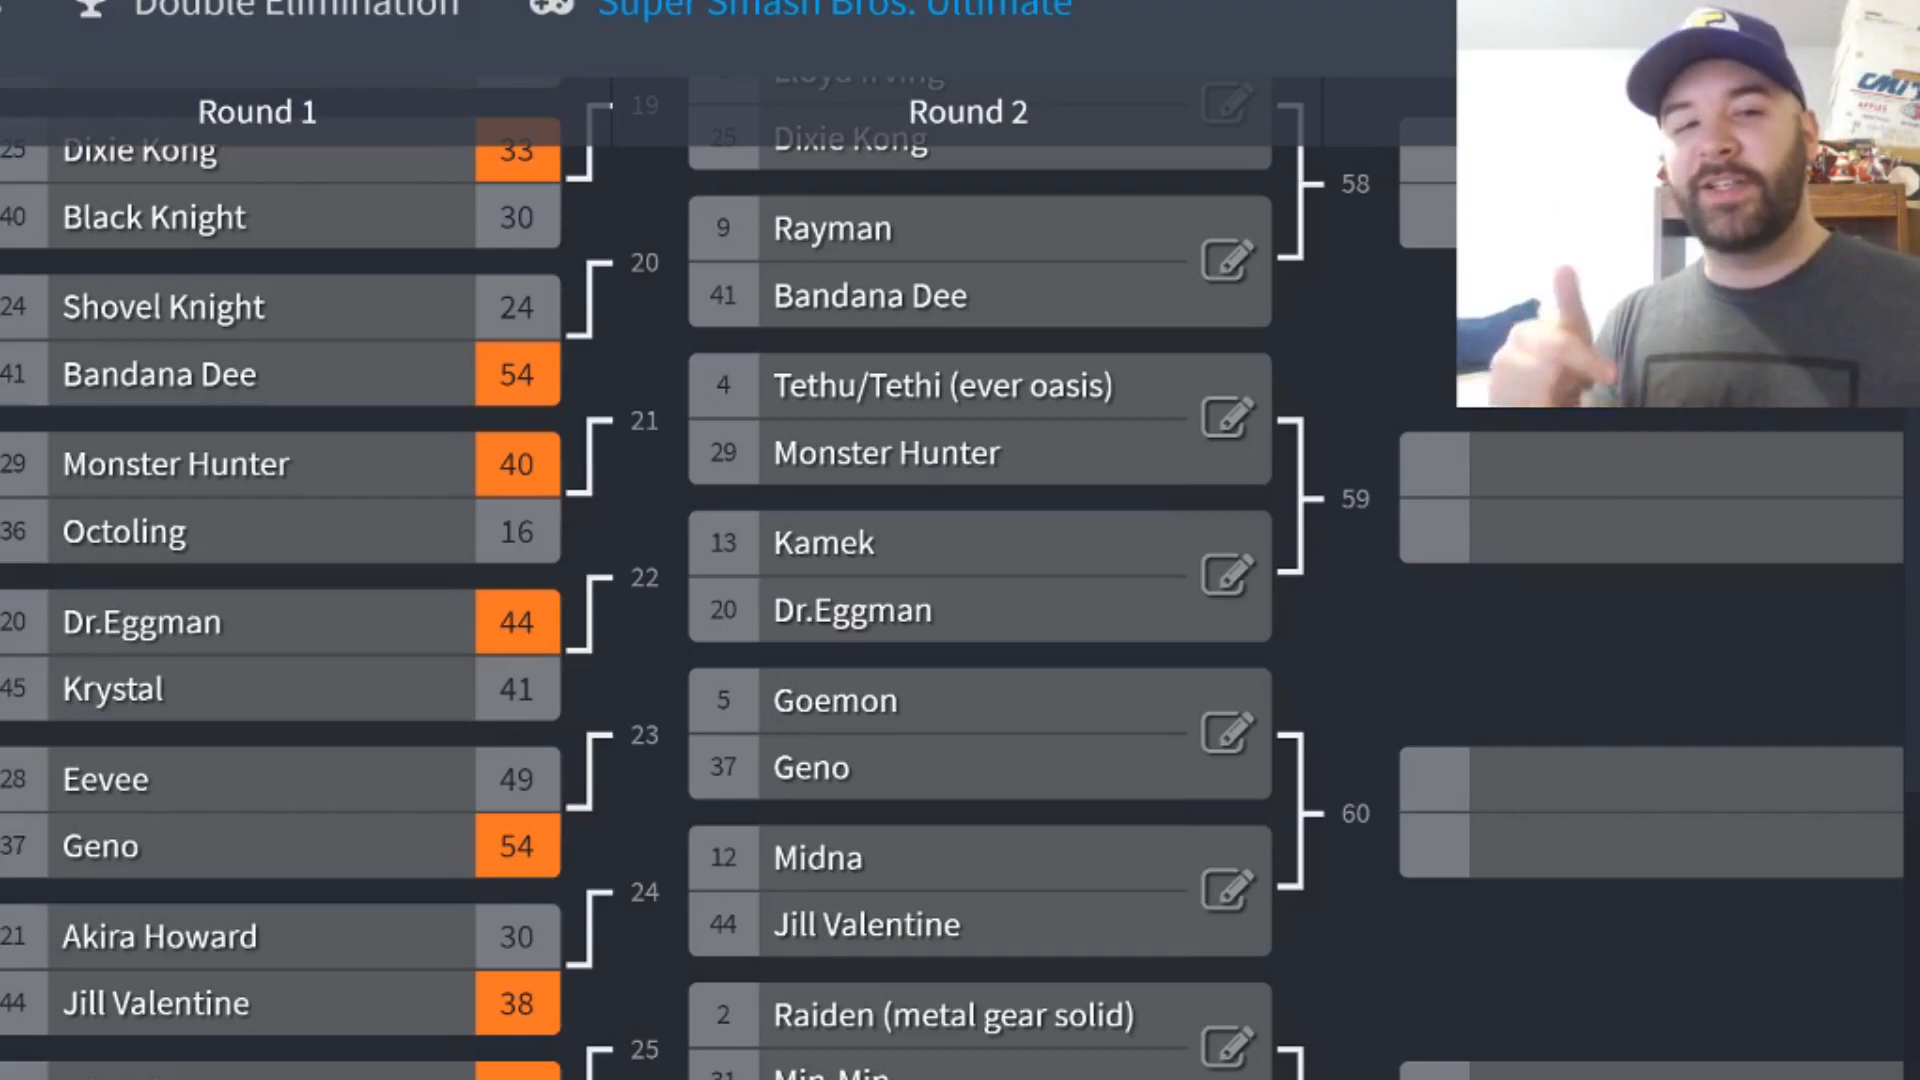 Double Elimination
Super Smash Bros. Ultimate
Round 1
Round 2
25 Dixie Kong 33
40 Black Knight 30
19
Lloyd Irving
25 Dixie Kong
58
24 Shovel Knight 24
41 Bandana Dee 54
20
9 Rayman
41 Bandana Dee
29 Monster Hunter 40
36 Octoling 16
21
4 Tethu/Tethi (ever oasis)
29 Monster Hunter
59
20 Dr.Eggman 44
45 Krystal 41
22
13 Kamek
20 Dr.Eggman
28 Eevee 49
37 Geno 54
23
5 Goemon
37 Geno
60
21 Akira Howard 30
44 Jill Valentine 38
24
12 Midna
44 Jill Valentine
25
2 Raiden (metal gear solid)
31 Min Min